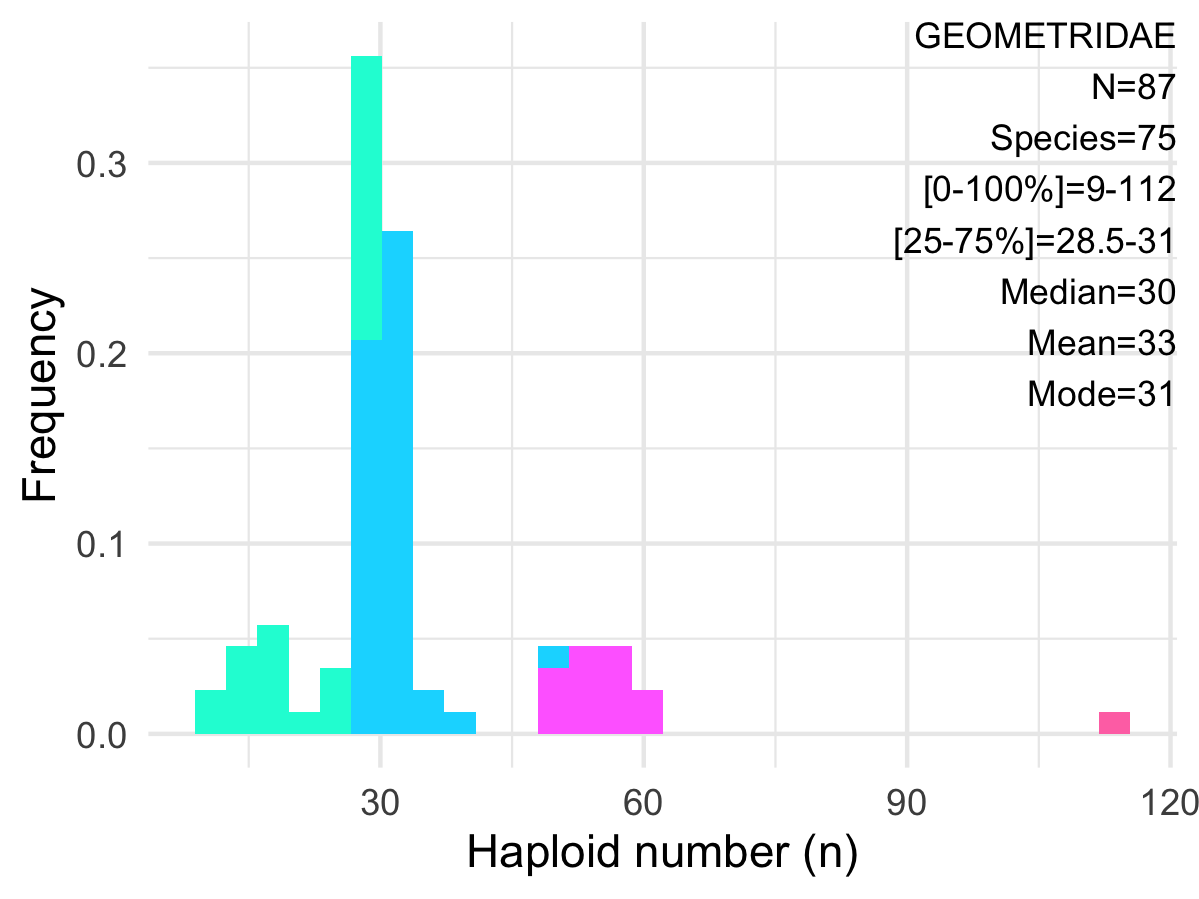 GEOMETRIDAE
N=87
Species=75
[0-100%]=9-112
[25-75%]=28.5-31
Median=30
Mean=33
Mode=31
Frequency
0.3
0.2
0.1
0.0
30 60 90 120
Haploid number (n)